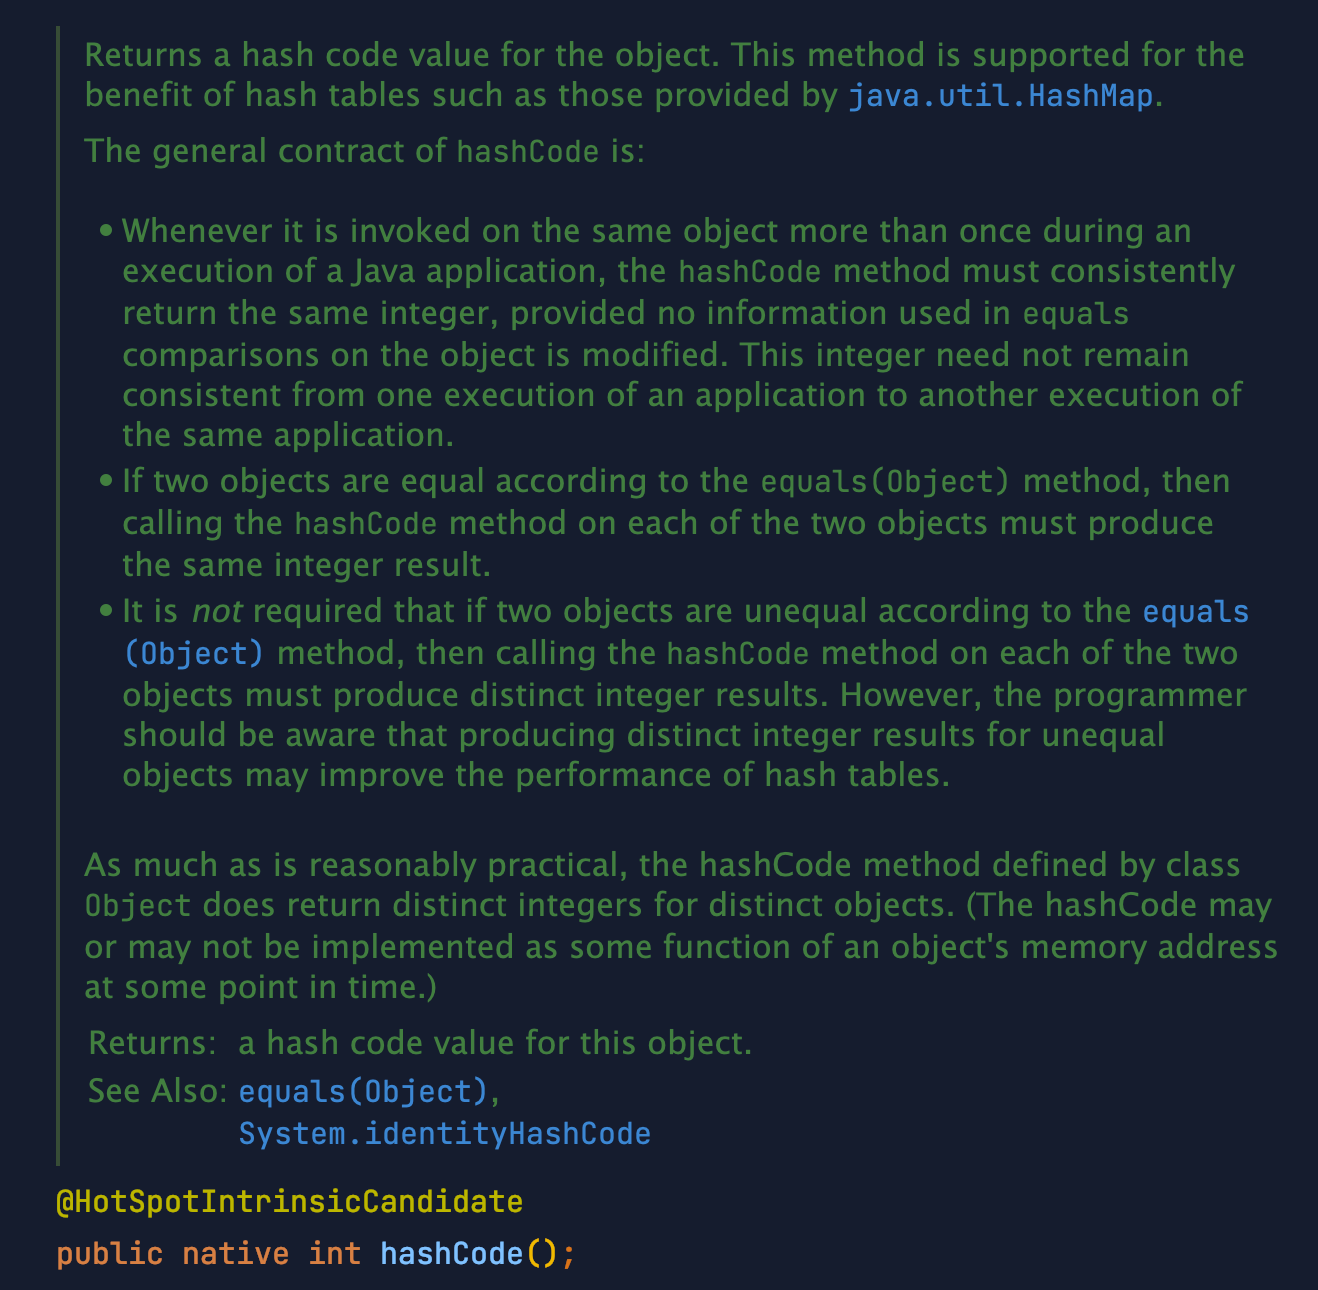 Returns a hash code value for the object. This method is supported for the
benefit of hash tables such as those provided by java.util.HashMap.
The general contract of hashCode is:
• Whenever it is invoked on the same object more than once during an
execution of a Java application, the hashCode method must consistently
return the same integer, provided no information used in equals
comparisons on the object is modified. This integer need not remain
consistent from one execution of an application to another execution of
the same application.
• If two objects are equal according to the equals(Object) method, then
calling the hashCode method on each of the two objects must produce
the same integer result.
• It is not required that if two objects are unequal according to the equals
(Object) method, then calling the hashCode method on each of the two
objects must produce distinct integer results. However, the programmer
should be aware that producing distinct integer results for unequal
objects may improve the performance of hash tables.
As much as is reasonably practical, the hashCode method defined by class
Object does return distinct integers for distinct objects. (The hashCode may
or may not be implemented as some function of an object's memory address
at some point in time.)
Returns: a hash code value for this object.
See Also: equals(Object),
System.identityHashCode
@HotSpotIntrinsicCandidate
public native int hashCode();